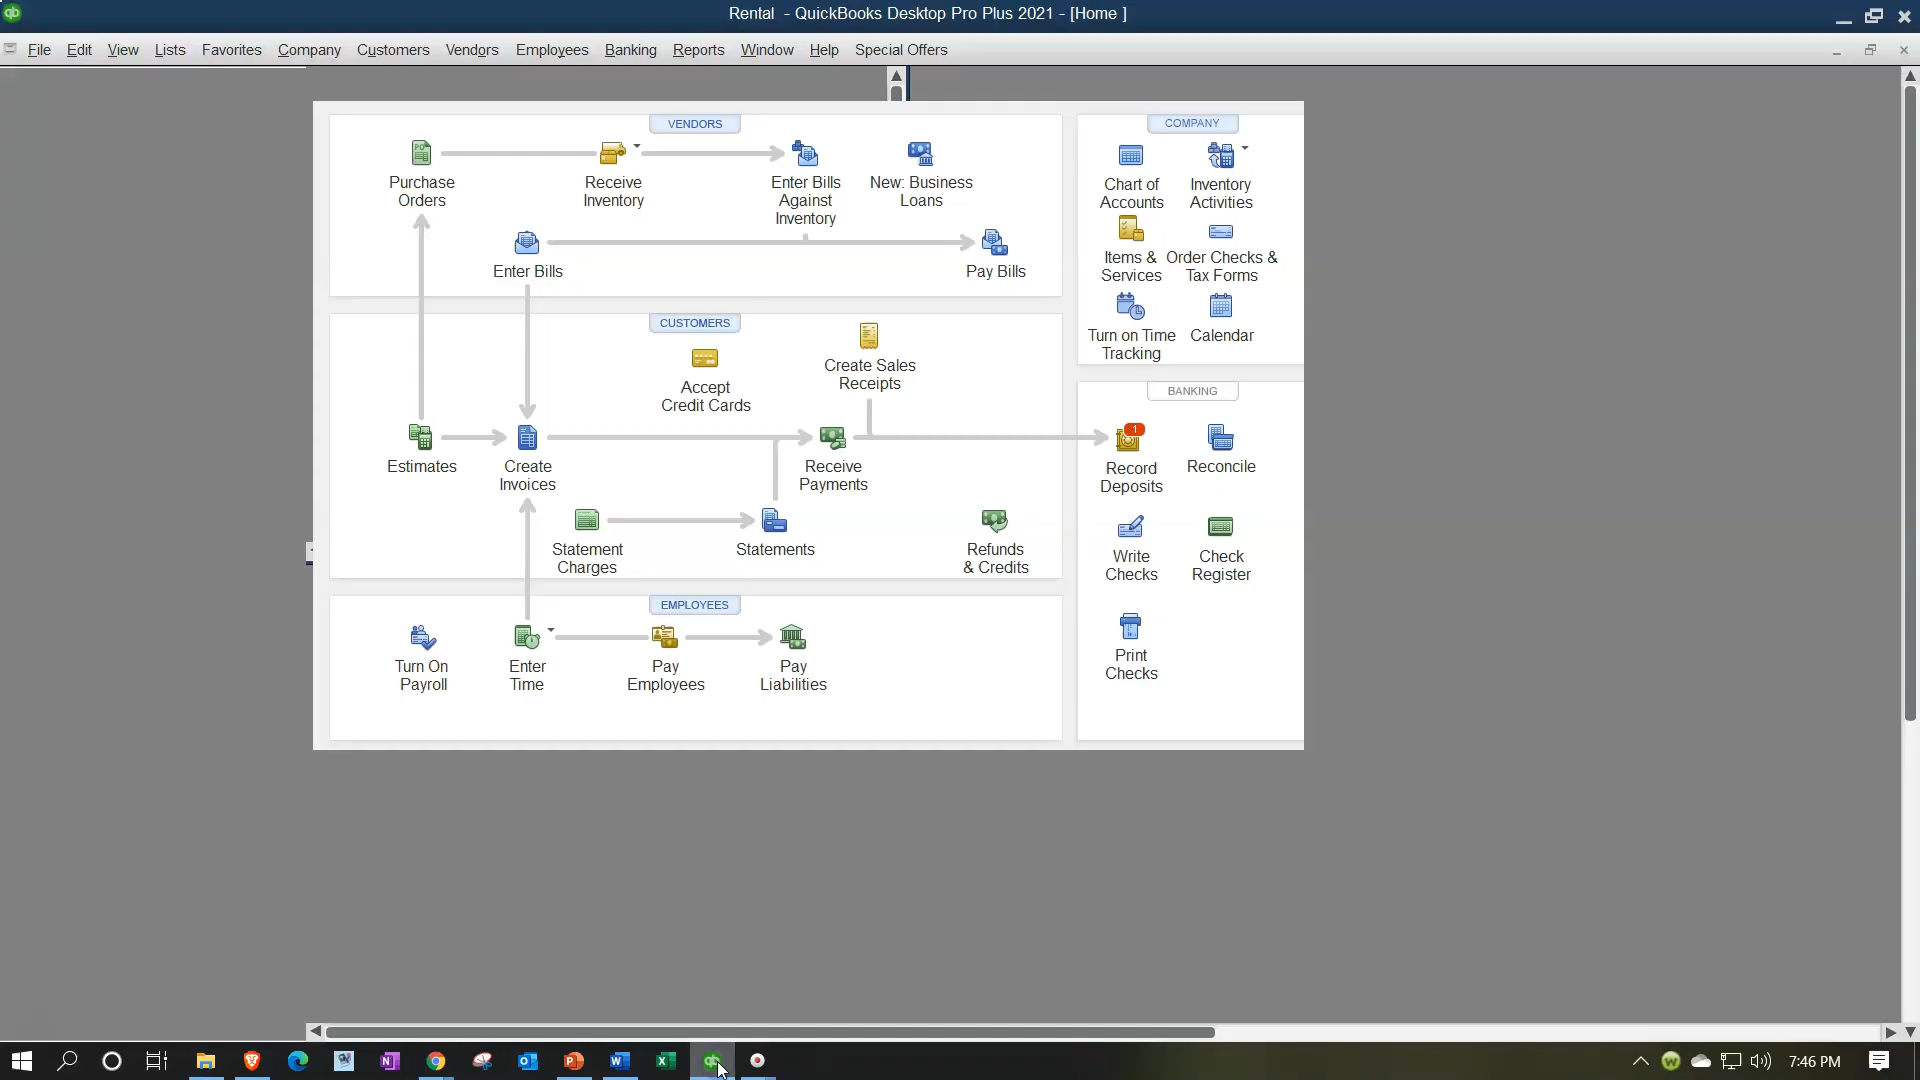 Rental - QuickBooks Desktop Pro Plus 2021 - [Home ]
File Edit View Lists Favorites Company Customers Vendors Employees Banking Reports Window Help Special Offers
VENDORS
Purchase
Orders
Receive
Inventory
Enter Bills
Against
Inventory
New: Business
Loans
Enter Bills
Pay Bills
CUSTOMERS
Accept
Credit Cards
Create Sales
Receipts
Estimates
Create
Invoices
Receive
Payments
Statement
Charges
Statements
Refunds
& Credits
EMPLOYEES
Turn On
Payroll
Enter
Time
Pay
Employees
Pay
Liabilities
COMPANY
Chart of
Accounts
Inventory
Activities
Items &
Services
Order Checks &
Tax Forms
Turn on Time
Tracking
Calendar
BANKING
1
Record
Deposits
Reconcile
Write
Checks
Check
Register
Print
Checks
7:46 PM